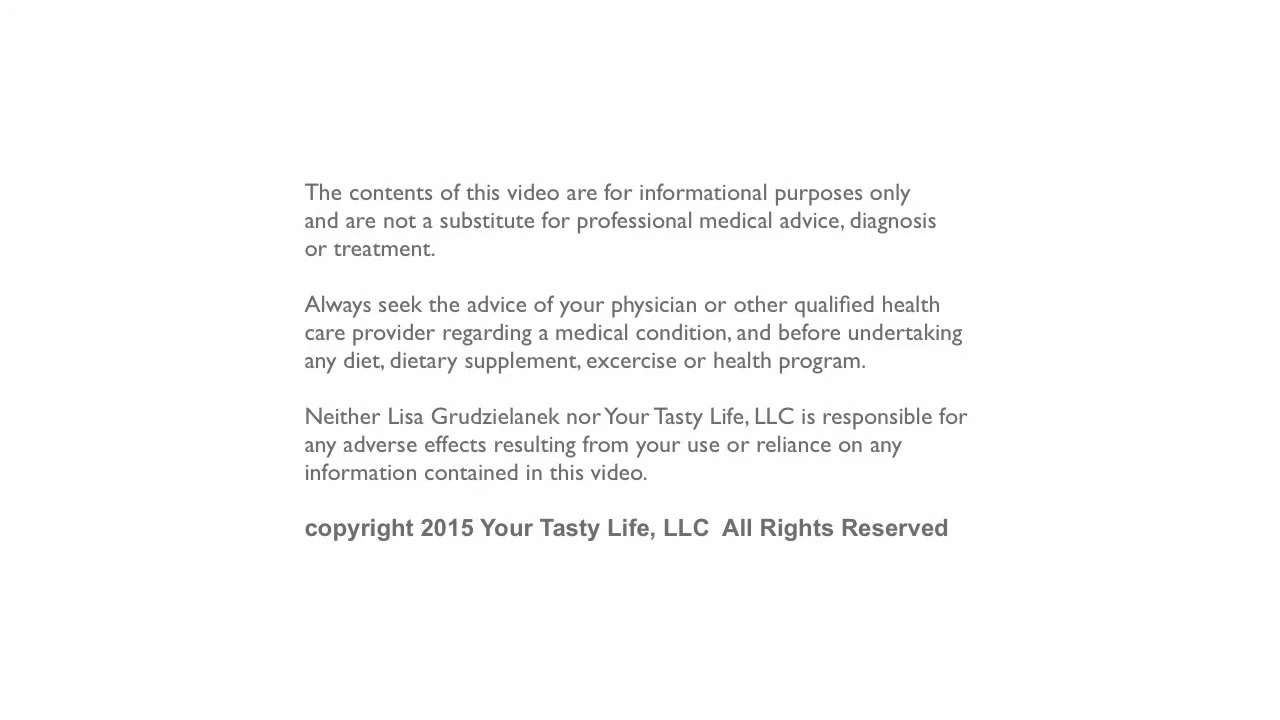 The contents of this video are for informational purposes only
and are not a substitute for professional medical advice, diagnosis
or treatment.
Always seek the advice of your physician or other qualified health
care provider regarding a medical condition, and before undertaking
any diet, dietary supplement, excercise or health program.
Neither Lisa Grudzielanek nor Your Tasty Life, LLC is responsible for
any adverse effects resulting from your use or reliance on any
information contained in this video.
copyright 2015 Your Tasty Life, LLC  All Rights Reserved